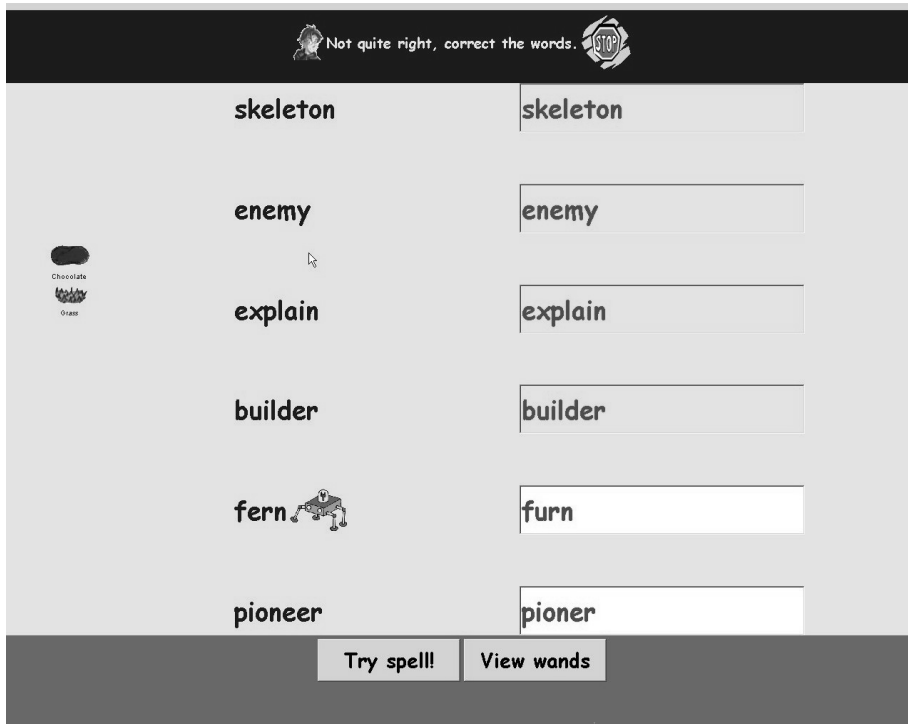 Not quite right, correct the words. STOP
skeleton skeleton
enemy enemy
Chocolate
Grass
explain explain
builder builder
fern furn
pioneer pioner
Try spell! View wands